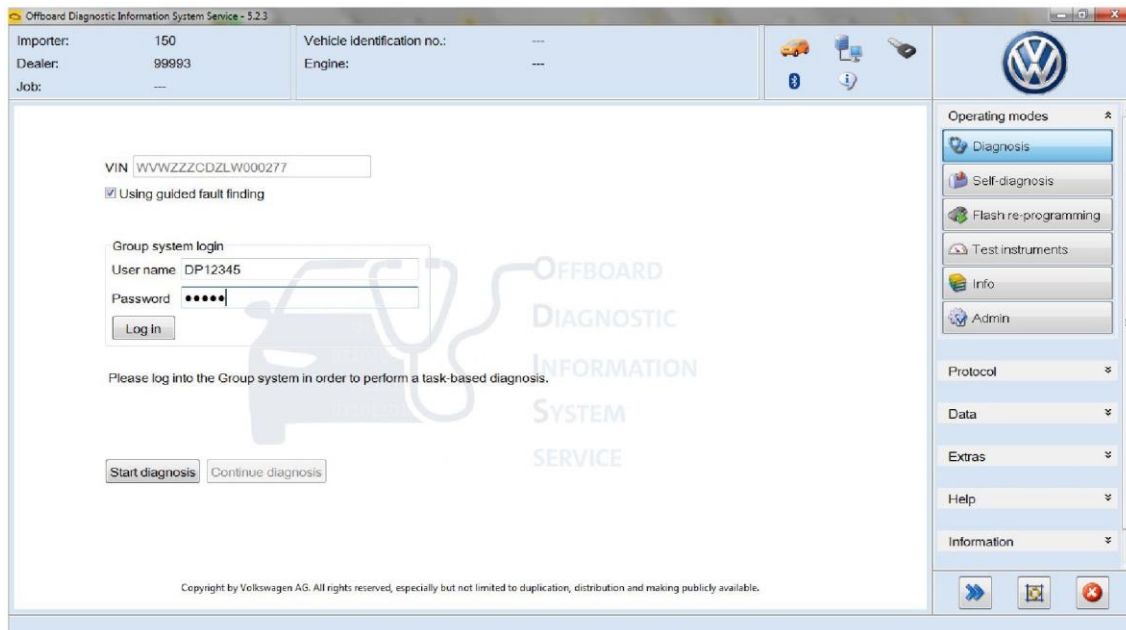 Offboard Diagnostic Information System Service - 5.2.3
Importer: 150
Dealer: 99993
Job: ---
Vehicle identification no.: ---
Engine: ---
VIN WVWZZZCDZLW000277
Using guided fault finding
Group system login
User name DP12345
Password •••••
Log in
Please log into the Group system in order to perform a task-based diagnosis.
Start diagnosis Continue diagnosis
OFFBOARD
DIAGNOSTIC
INFORMATION
SYSTEM
SERVICE
Copyright by Volkswagen AG. All rights reserved, especially but not limited to duplication, distribution and making publicly available.
Operating modes
Diagnosis
Self-diagnosis
Flash re-programming
Test instruments
Info
Admin
Protocol
Data
Extras
Help
Information